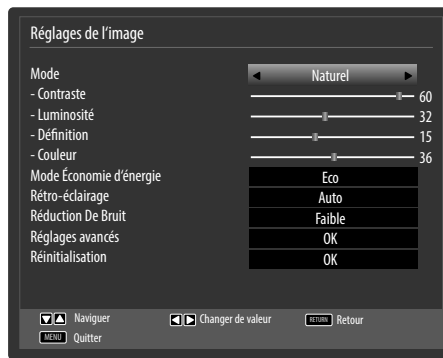 Réglages de l'image
Mode Naturel
- Contraste 60
- Luminosité 32
- Définition 15
- Couleur 36
Mode Économie d'énergie Eco
Rétro-éclairage Auto
Réduction De Bruit Faible
Réglages avancés OK
Réinitialisation OK
Naviguer Changer de valeur RETURN Retour
MENU Quitter